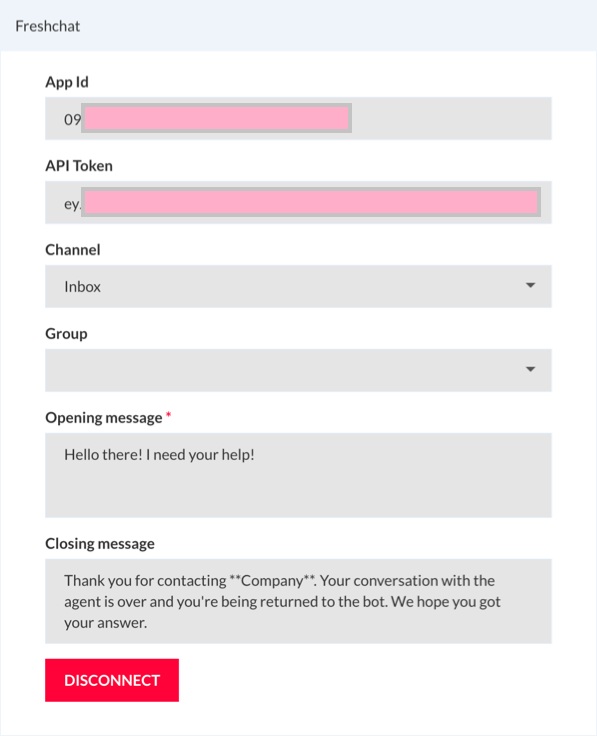 Freshchat
App Id
09
API Token
ey.
Channel
Inbox
Group
Opening message *
Hello there! I need your help!
Closing message
Thank you for contacting **Company**. Your conversation with the
agent is over and you're being returned to the bot. We hope you got
your answer.
DISCONNECT